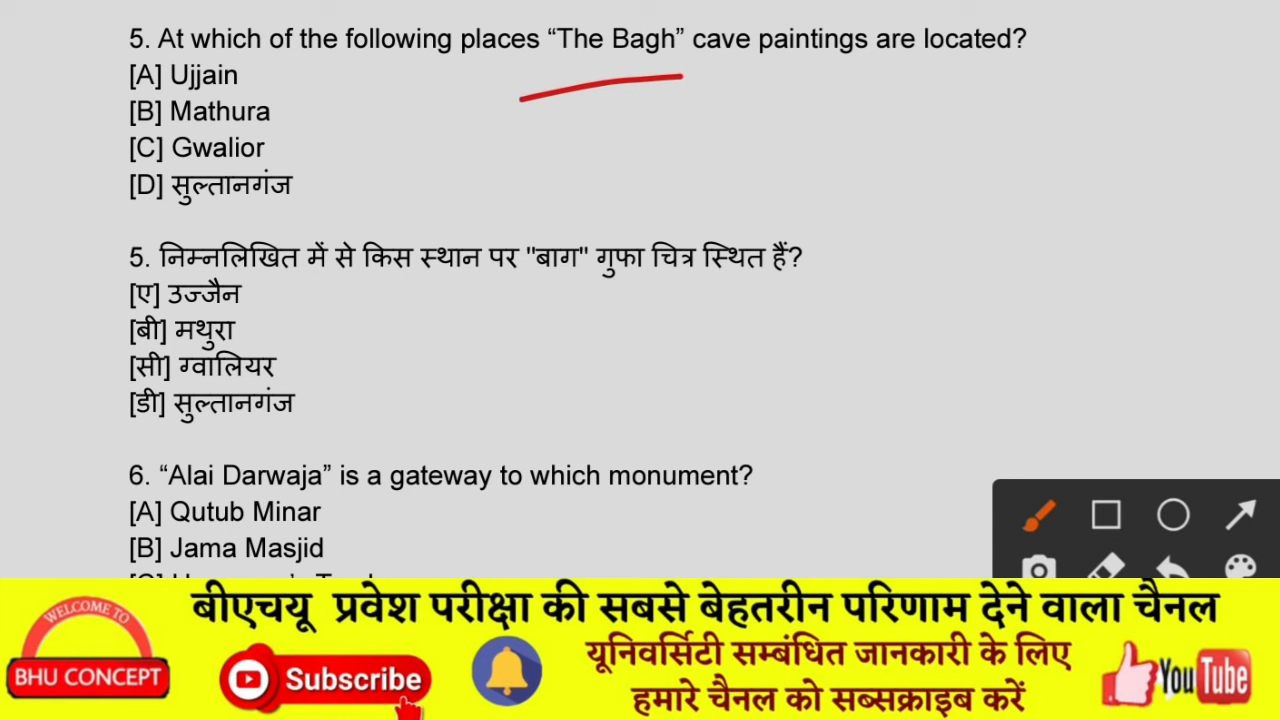 5. At which of the following places “The Bagh” cave paintings are located?
[A] Ujjain
[B] Mathura
[C] Gwalior
[D] सुल्तानगंज
5. निम्नलिखित में से किस स्थान पर "बाग" गुफा चित्र स्थित हैं?
[ए] उज्जैन
[बी] मथुरा
[सी] ग्वालियर
[डी] सुल्तानगंज
6. “Alai Darwaja” is a gateway to which monument?
[A] Qutub Minar
[B] Jama Masjid
बीएचयू प्रवेश परीक्षा की सबसे बेहतरीन परिणाम देने वाला चैनल
WELCOME TO
BHU CONCEPT
Subscribe
यूनिवर्सिटी सम्बंधित जानकारी के लिए
हमारे चैनल को सब्सक्राइब करें
YouTube